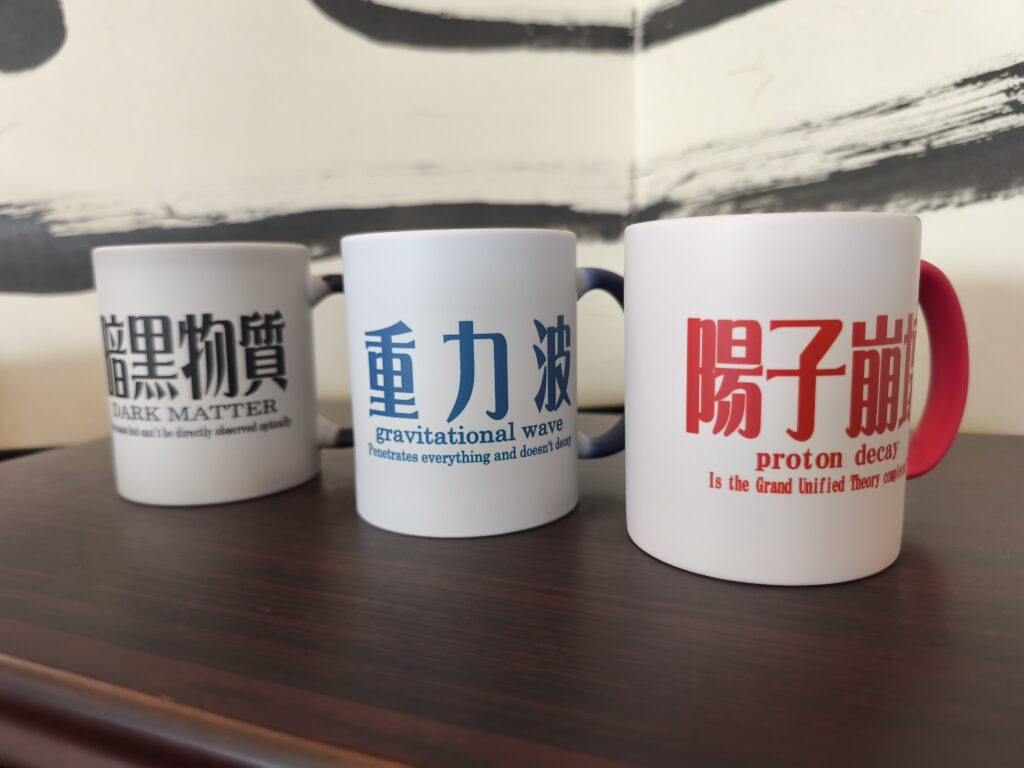 暗黒物質
DARK MATTER
but can't be directly observed optically
重力波
gravitational wave
Penetrates everything and doesn't decay
陽子崩
proton decay
Is the Grand Unified Theory